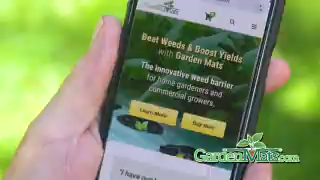 Beat Weeds & Boost Yields
with Garden Mats
The innovative weed barrier
for home gardeners and
commercial growers.
Learn More
Buy Now
GardenMats.com